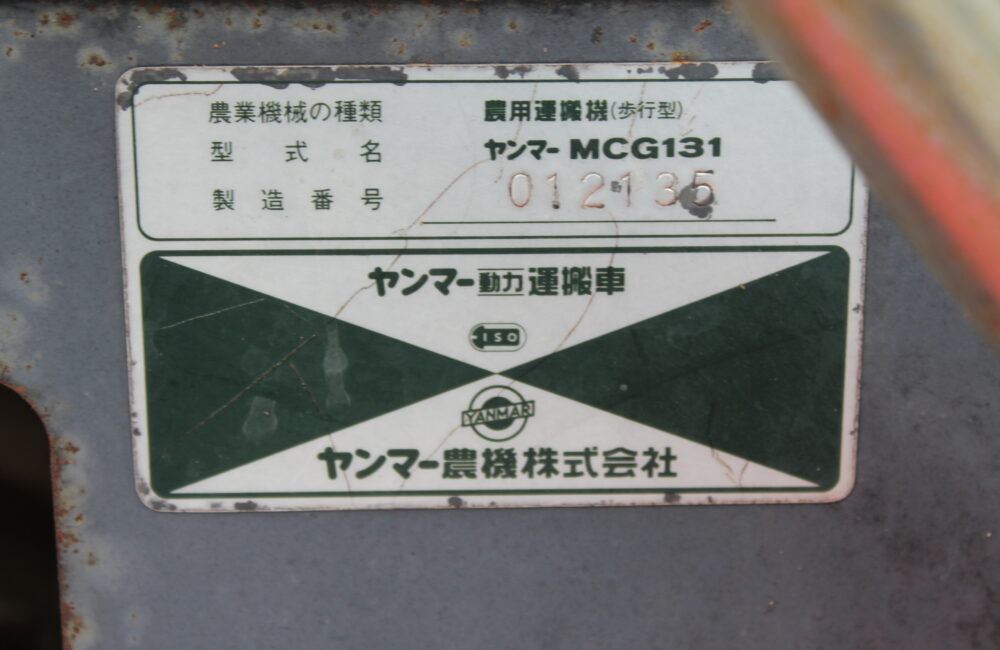 農業機械の種類 農用運搬機(歩行型)
型式名 ヤンマー MCG131
製造番号 012135
ヤンマー動力運搬車
ISO
YANMAR
ヤンマー農機株式会社